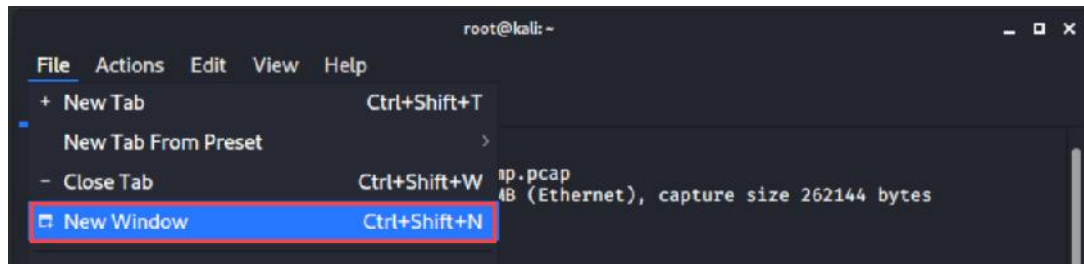 root@kali: ~
File Actions Edit View Help
+ New Tab Ctrl+Shift+T
New Tab From Preset >
- Close Tab Ctrl+Shift+W mp.pcap
MB (Ethernet), capture size 262144 bytes
New Window Ctrl+Shift+N